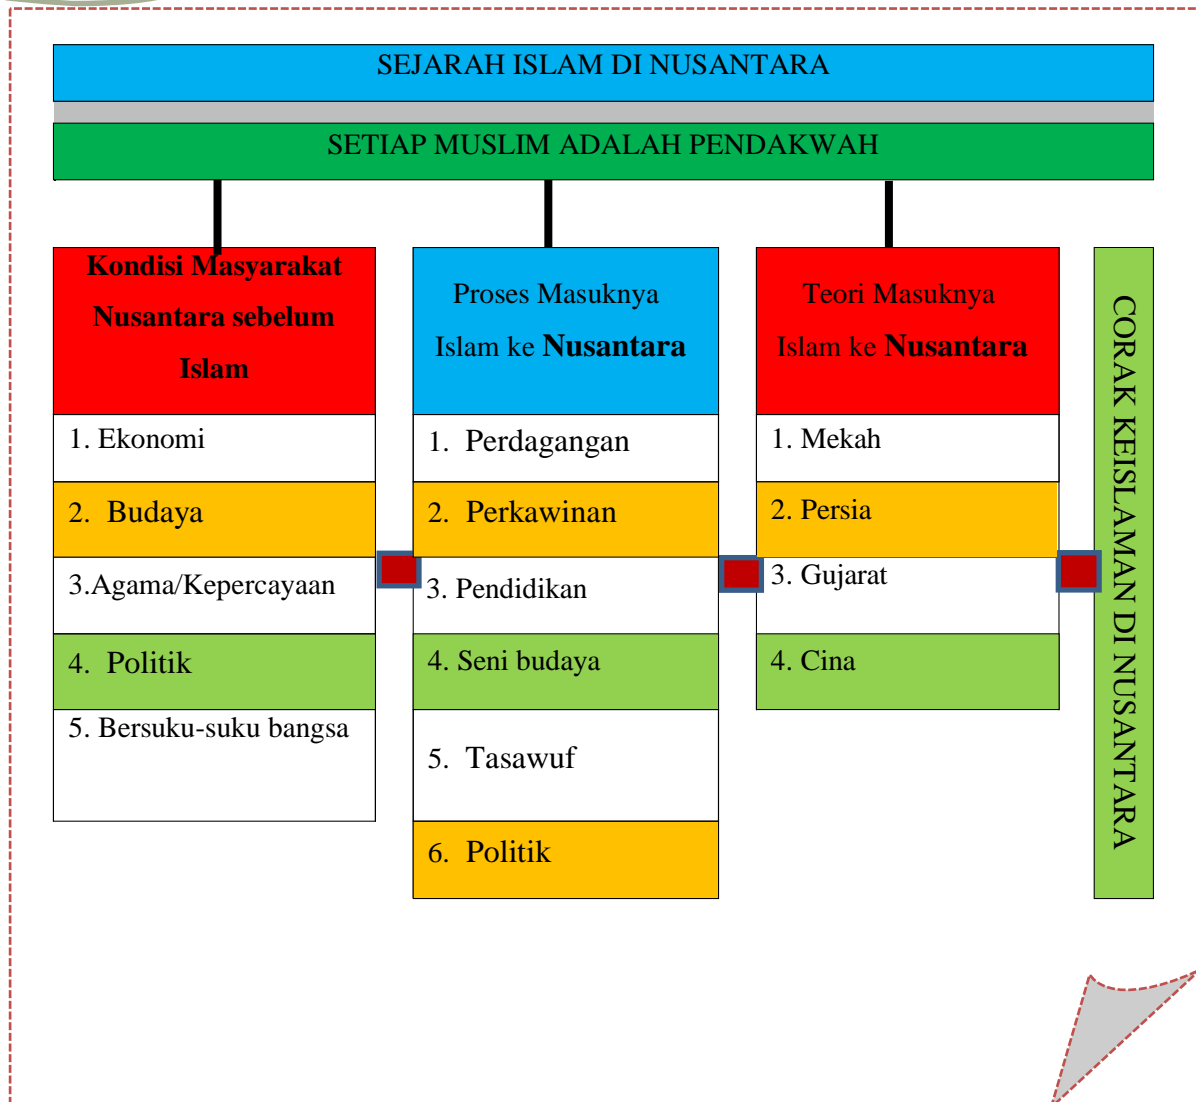 SEJARAH ISLAM DI NUSANTARA
SETIAP MUSLIM ADALAH PENDAKWAH
Kondisi Masyarakat
Nusantara sebelum
Islam
1. Ekonomi
2. Budaya
3.Agama/Kepercayaan
4. Politik
5. Bersuku-suku bangsa
Proses Masuknya
Islam ke Nusantara
1. Perdagangan
2. Perkawinan
3. Pendidikan
4. Seni budaya
5. Tasawuf
6. Politik
Teori Masuknya
Islam ke Nusantara
1. Mekah
2. Persia
3. Gujarat
4. Cina
CORAK KEISLAMAN DI NUSANTARA